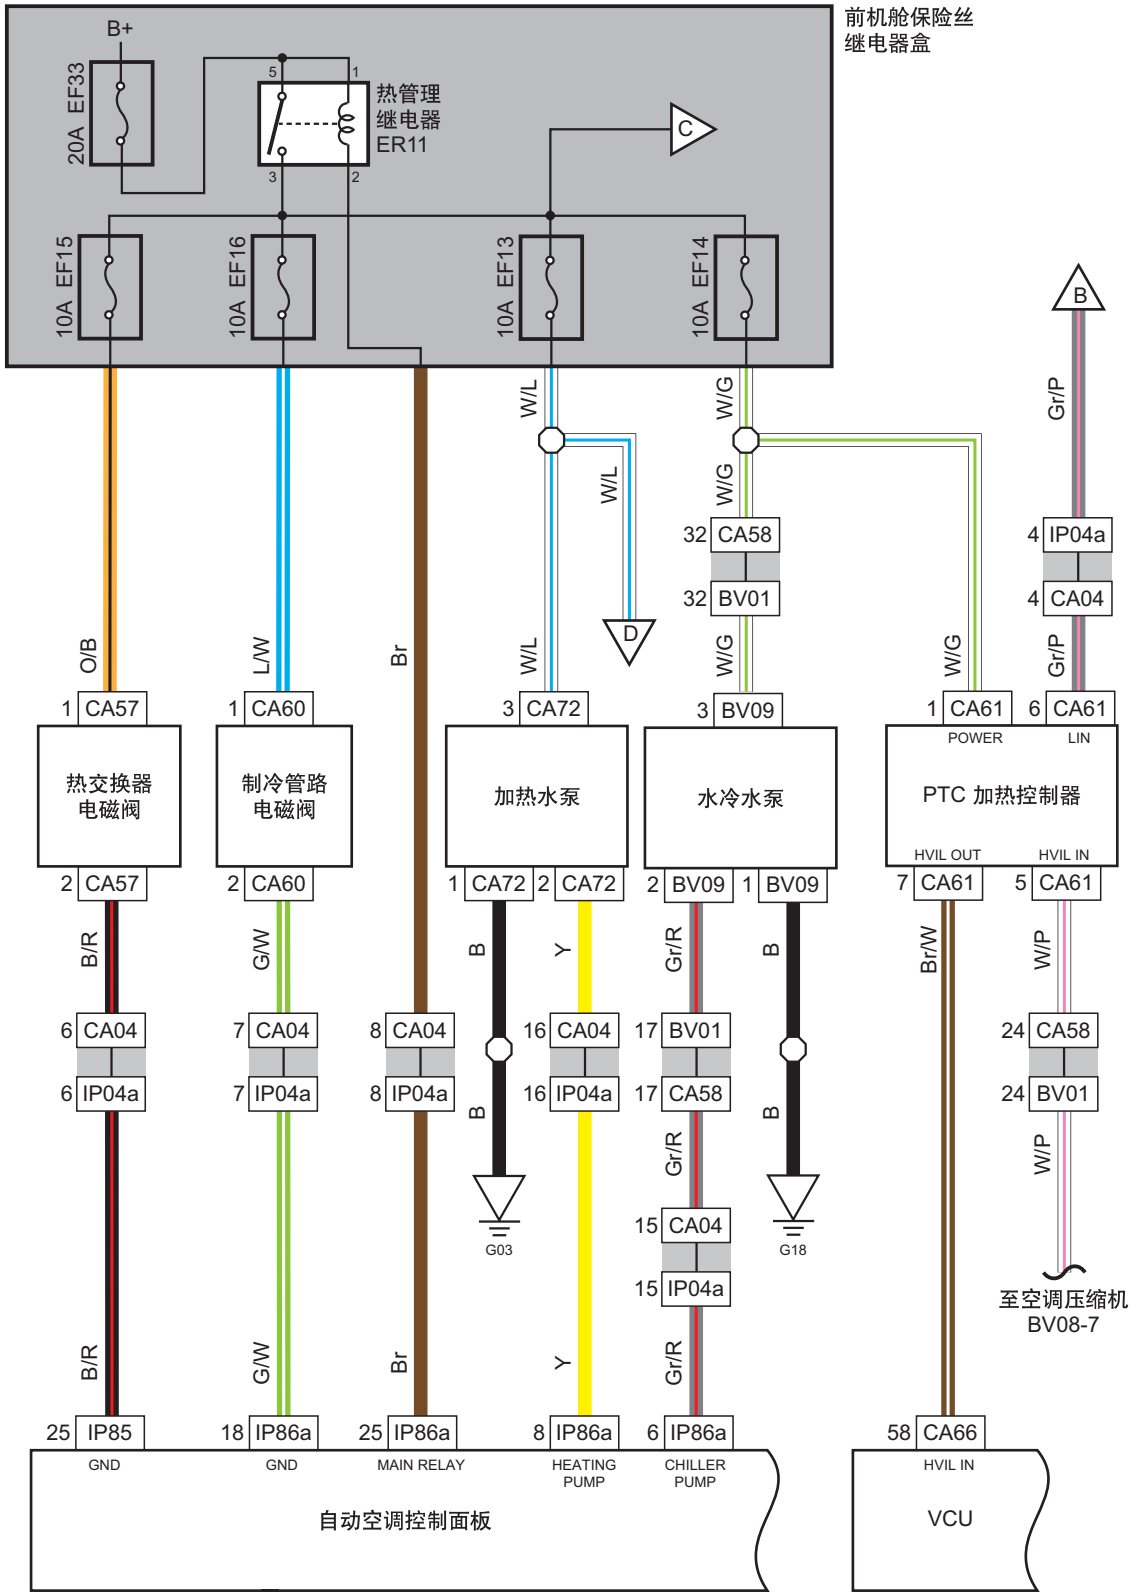 前机舱保险丝
继电器盒
B+
20A EF33
5
1
热管理
继电器
ER11
3
2
C
10A EF15
10A EF16
10A EF13
10A EF14
B
W/L
W/G
Gr/P
W/L
W/G
32 CA58
4 IP04a
32 BV01
4 CA04
D
O/B
L/W
Br
W/L
W/G
W/G
Gr/P
1 CA57
1 CA60
3 CA72
3 BV09
1 CA61
6 CA61
POWER
LIN
热交换器
电磁阀
制冷管路
电磁阀
加热水泵
水冷水泵
PTC 加热控制器
HVIL OUT
HVIL IN
2 CA57
2 CA60
1 CA72
2 CA72
2 BV09
1 BV09
7 CA61
5 CA61
B/R
G/W
B
Y
Gr/R
B
Br/W
W/P
6 CA04
7 CA04
8 CA04
16 CA04
17 BV01
24 CA58
6 IP04a
7 IP04a
8 IP04a
16 IP04a
17 CA58
24 BV01
B
Gr/R
B
W/P
15 CA04
G03
G18
15 IP04a
至空调压缩机
BV08-7
B/R
G/W
Br
Y
Gr/R
25 IP85
18 IP86a
25 IP86a
8 IP86a
6 IP86a
58 CA66
GND
GND
MAIN RELAY
HEATING
PUMP
CHILLER
PUMP
HVIL IN
自动空调控制面板
VCU